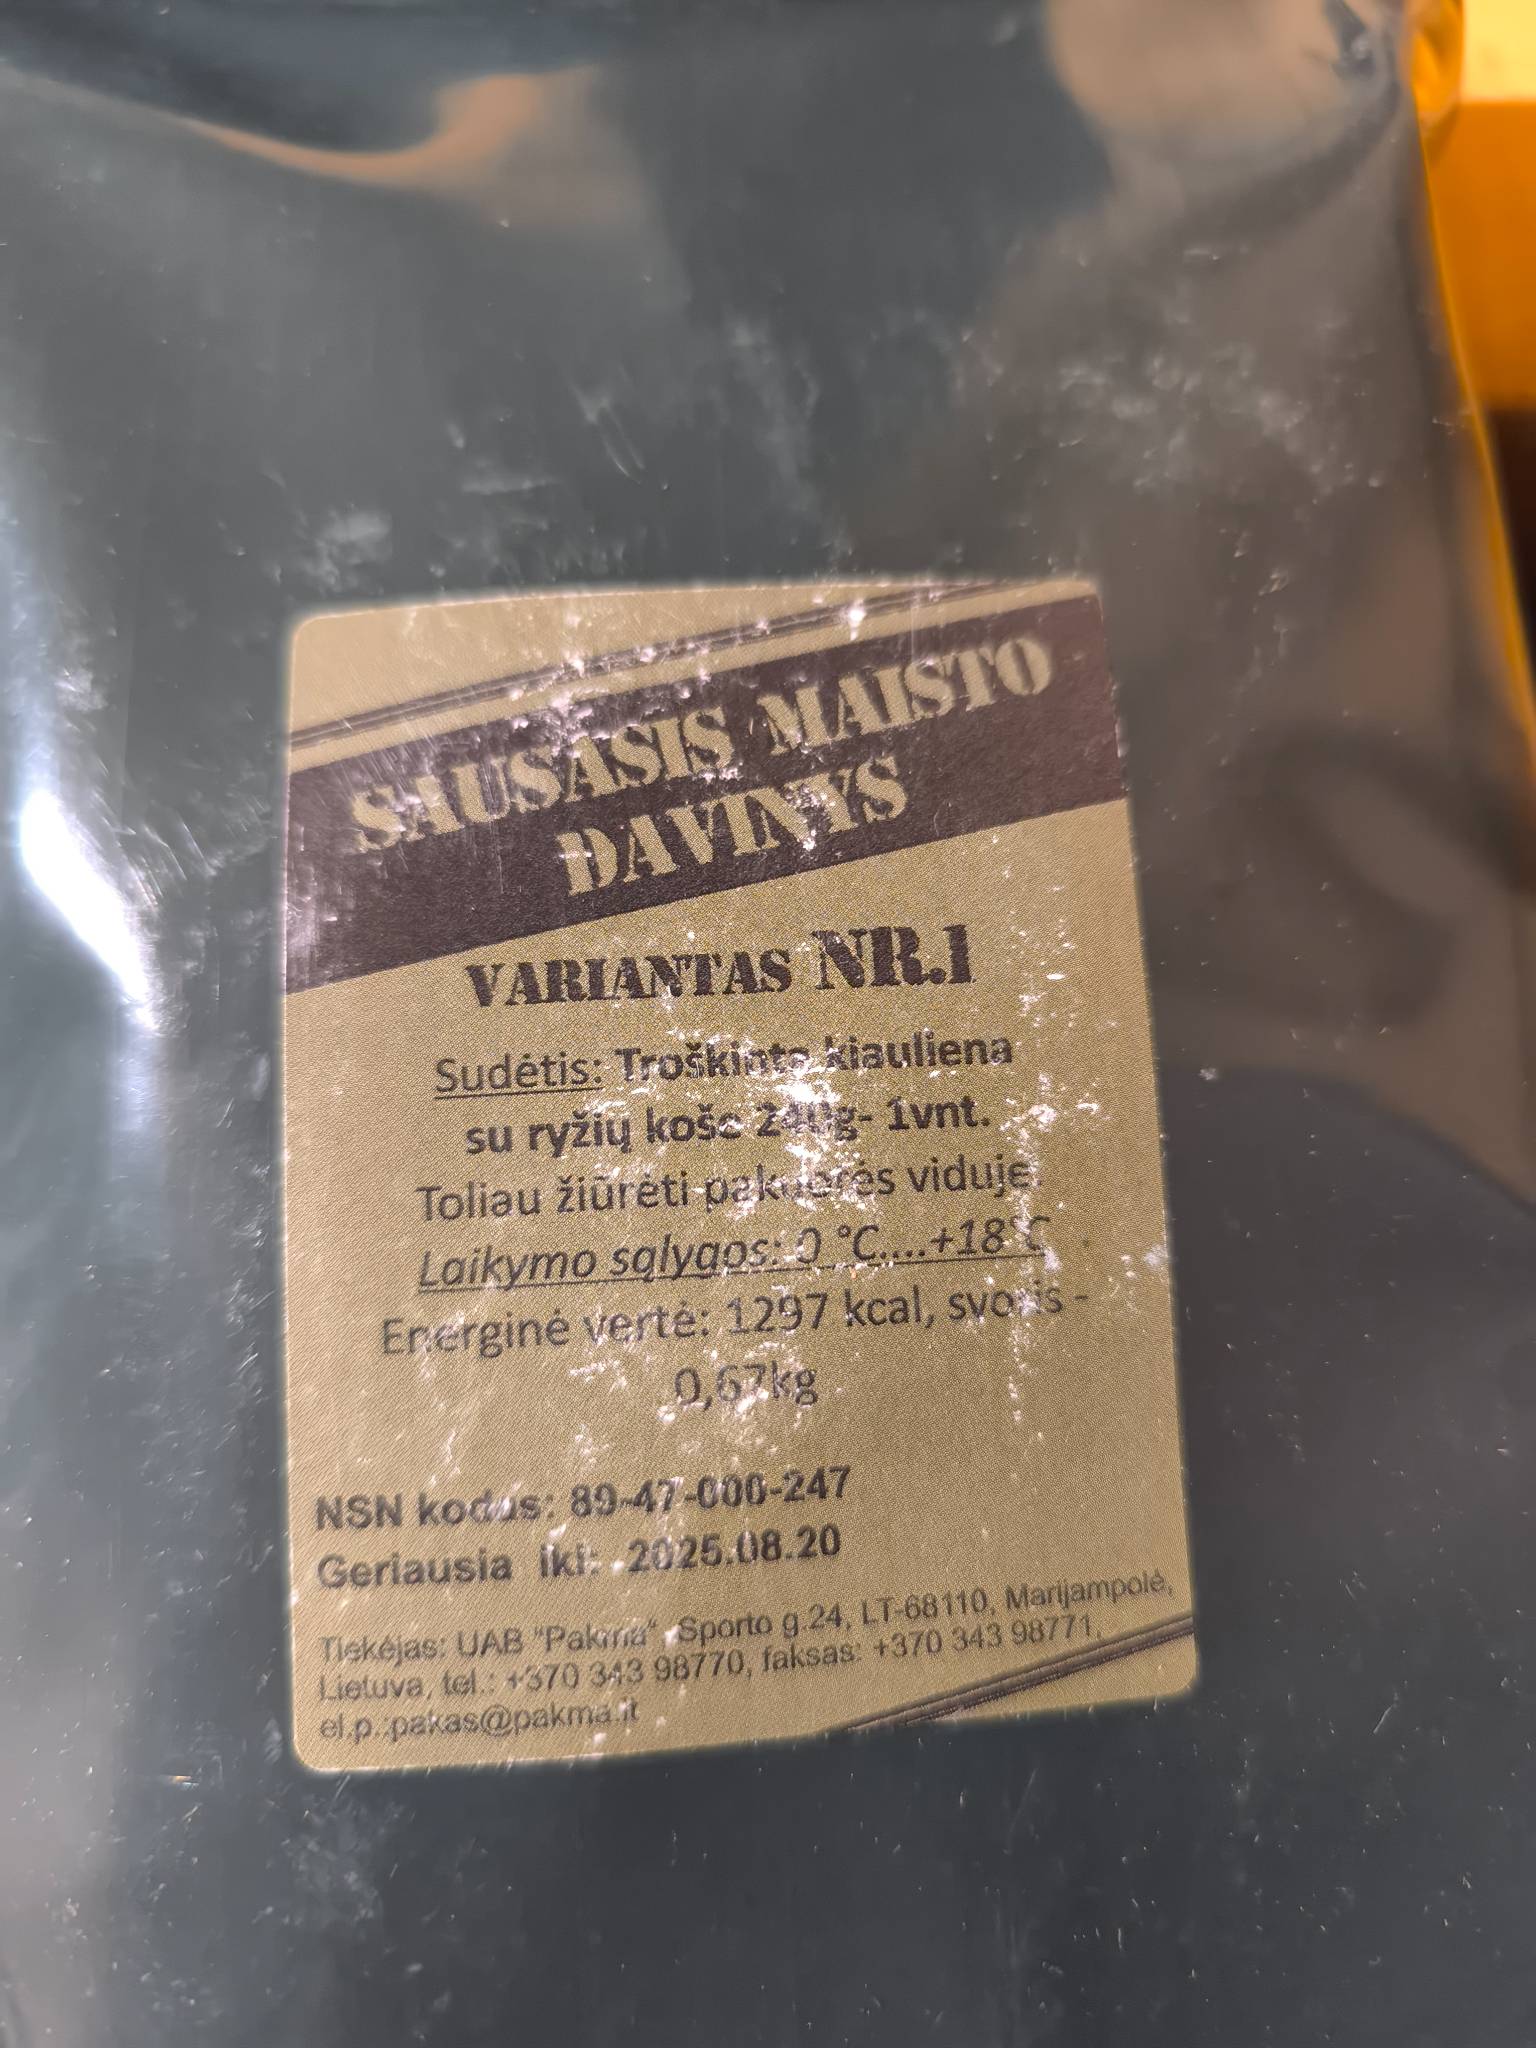 SAUSASIS MAISTO
DAVINYS
VARIANTAS NR.1
Sudėtis: Troškinta kiauliena
su ryžių koše 240g- 1vnt.
Toliau žiūrėti pakuotės viduje.
Laikymo sąlygos: 0 °C....+18°C
Energinė vertė: 1297 kcal, svoris -
0,67kg
NSN kodas: 89-47-000-247
Geriausia iki: 2025.08.20
Tiekėjas: UAB "Pakma", Sporto g.24, LT-68110, Marijampolė,
Lietuva, tel.: +370 343 98770, faksas: +370 343 98771,
el.p.:pakas@pakma.lt